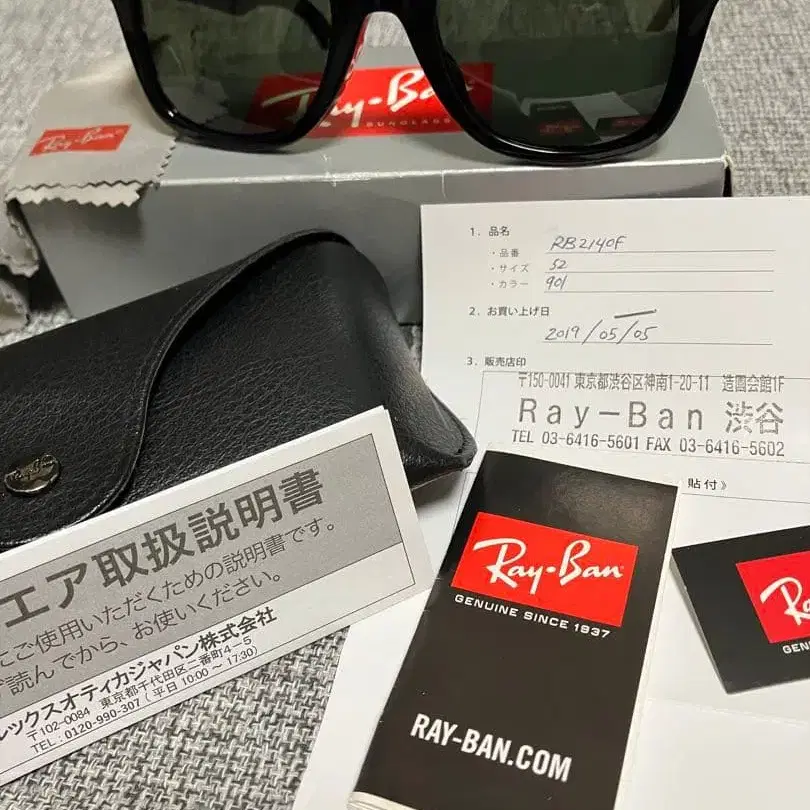 Ray-Ban
Ray-Ban
SUNGLASS
1. 品名
・品番 RB2140F
・サイズ 52
・カラー 901
2. お買い上げ日
2019/05/05
3. 販売店印
〒150-0041 東京都渋谷区神南1-20-11 造園会館1F
Ray-Ban 渋谷
TEL 03-6416-5601 FAX 03-6416-5602
貼付》
エア取扱説明書
ご使用いただくための説明書です。
読んでから、お使いください。
レックスオティカジャパン株式会社
〒102-0084 東京都千代田区二番町4-5
TEL:0120-990-307 (平日 10:00～17:30)
Ray-Ban
GENUINE SINCE 1937
RAY-BAN.COM
Ra
GEN